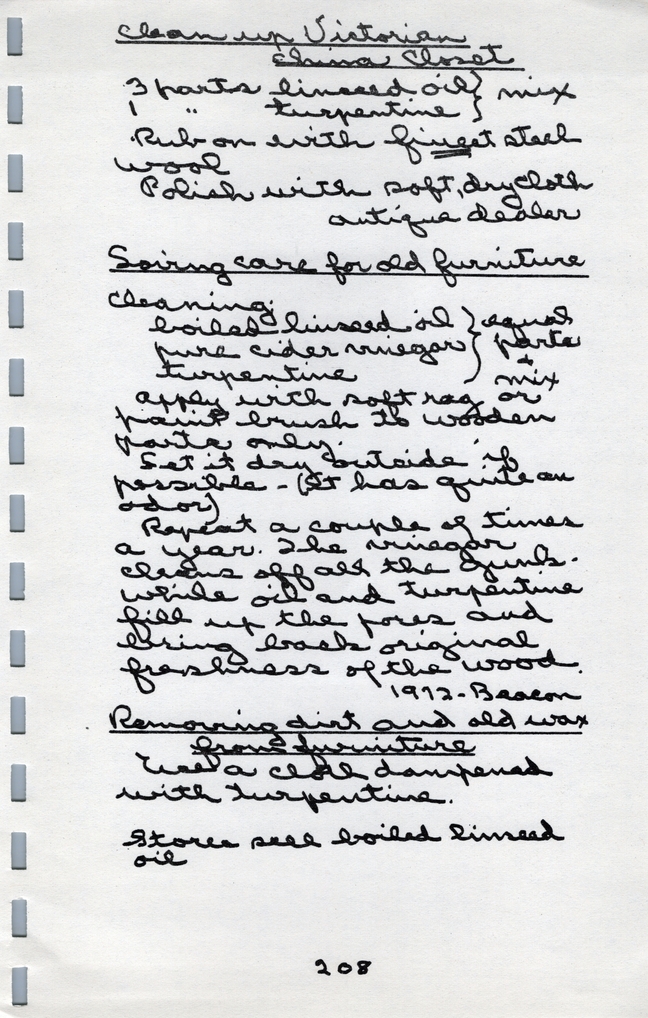 Clean up Victorian
China Closet
3 parts linseed oil } mix
1 " turpentine }
Rub on with finest steel
wool
Polish with soft, dry cloth
antique dealer
Spring care for old furniture
Cleaning
boiled linseed oil } equal
pure cider vinegar } parts
turpentine } + mix
apply with soft rag or
paint brush to wooden
parts only.
Let it dry outside if
possible - (It has quite an
odor)
Repeat a couple of times
a year. The vinegar
cleans off all the gunk -
while oil and turpentine
fill up the pores and
bring back original
freshness of the wood.
1972 - Beacon
Removing dirt and old wax
from furniture
Use a cloth dampened
with turpentine.
Stores sell boiled linseed
oil
208